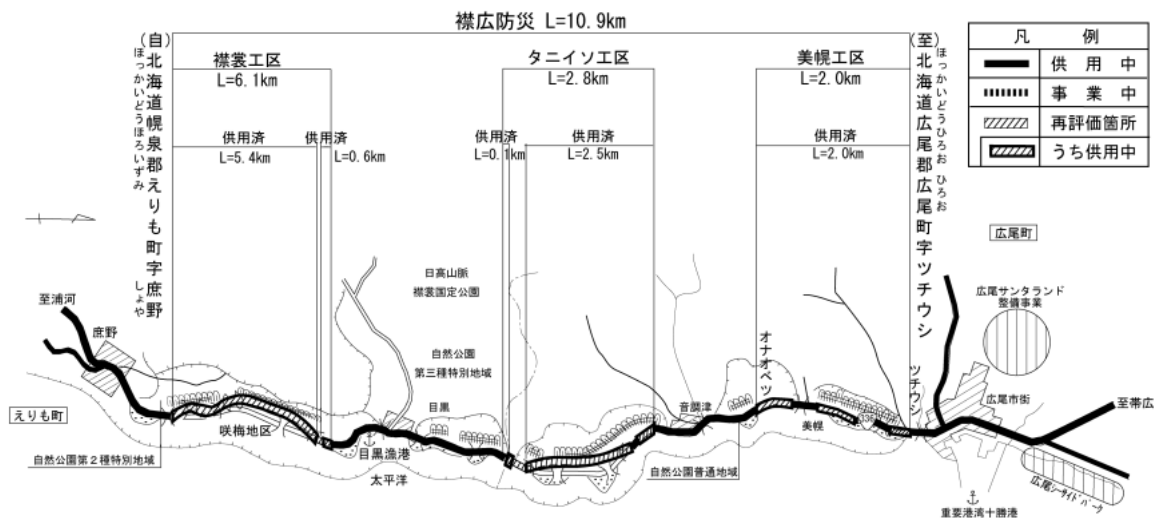 襟広防災 L=10.9km
(自)北海道幌泉郡えりも町字庶野
ほっかいどうほろいずみ
しょや
襟裳工区
L=6.1km
供用済
L=5.4km
供用済
L=0.6km
タニイソ工区
L=2.8km
供用済
L=0.1km
供用済
L=2.5km
美幌工区
L=2.0km
供用済
L=2.0km
(至)北海道広尾郡広尾町字ツチウシ
ほっかいどうひろお ひろお
凡 例
供用中
事業中
再評価箇所
うち供用中
広尾町
日高山脈
襟裳国定公園
広尾サンタランド
整備事業
至浦河
庶野
自然公園
第三種特別地域
オナオベツ
ツチウシ
えりも町
咲梅地区
目黒
音調津
美幌
336
広尾市街
至帯広
目黒漁港
太平洋
自然公園第2種特別地域
自然公園普通地域
広尾シーサイドパーク
重要港湾十勝港